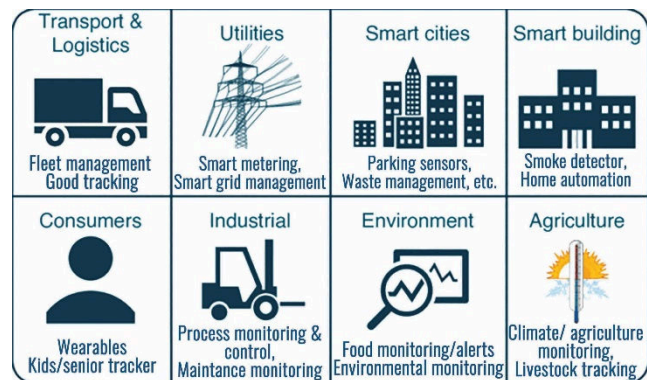 Transport &
Logistics
Fleet management
Good tracking
Utilities
Smart metering,
Smart grid management
Smart cities
Parking sensors,
Waste management, etc.
Smart building
Smoke detector,
Home automation
Consumers
Wearables
Kids/senior tracker
Industrial
Process monitoring &
control,
Maintance monitoring
Environment
Food monitoring/alerts
Environmental monitoring
Agriculture
Climate/ agriculture
monitoring,
Livestock tracking